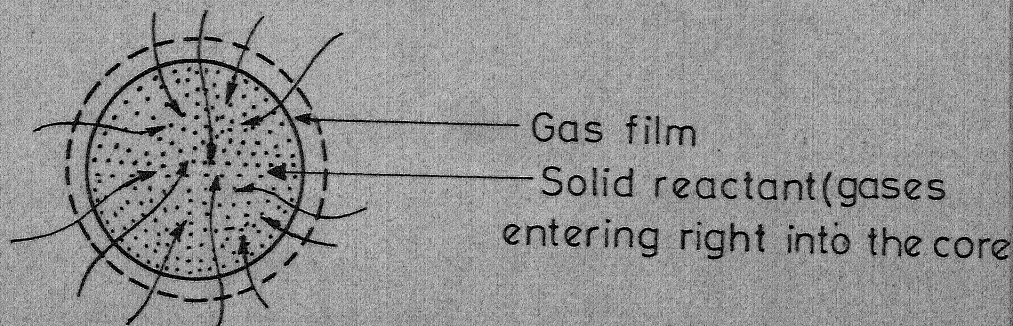 Gas film
Solid reactant(gases
entering right into the core